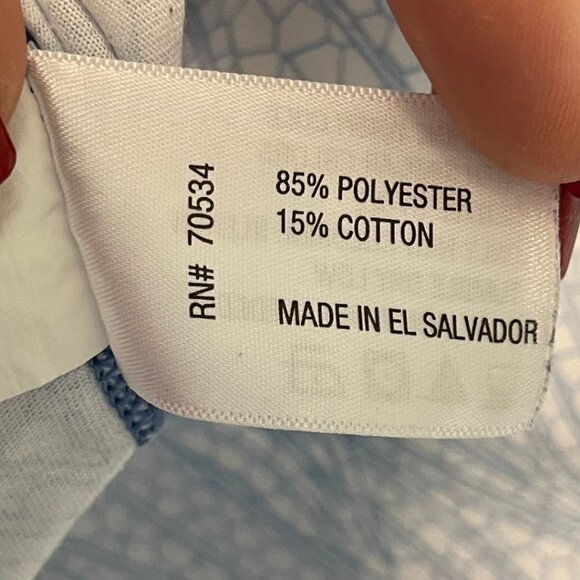 RN# 70534
85% POLYESTER
15% COTTON
MADE IN EL SALVADOR